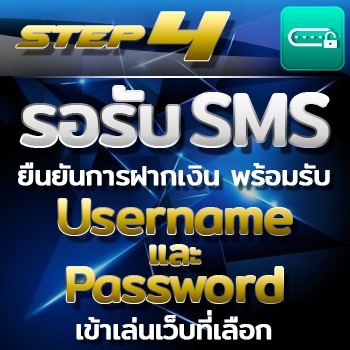 STEP 4
รอรับ SMS
ยืนยันการฝากเงิน พร้อมรับ
Username
และ
Password
เข้าเล่นเว็บที่เลือก